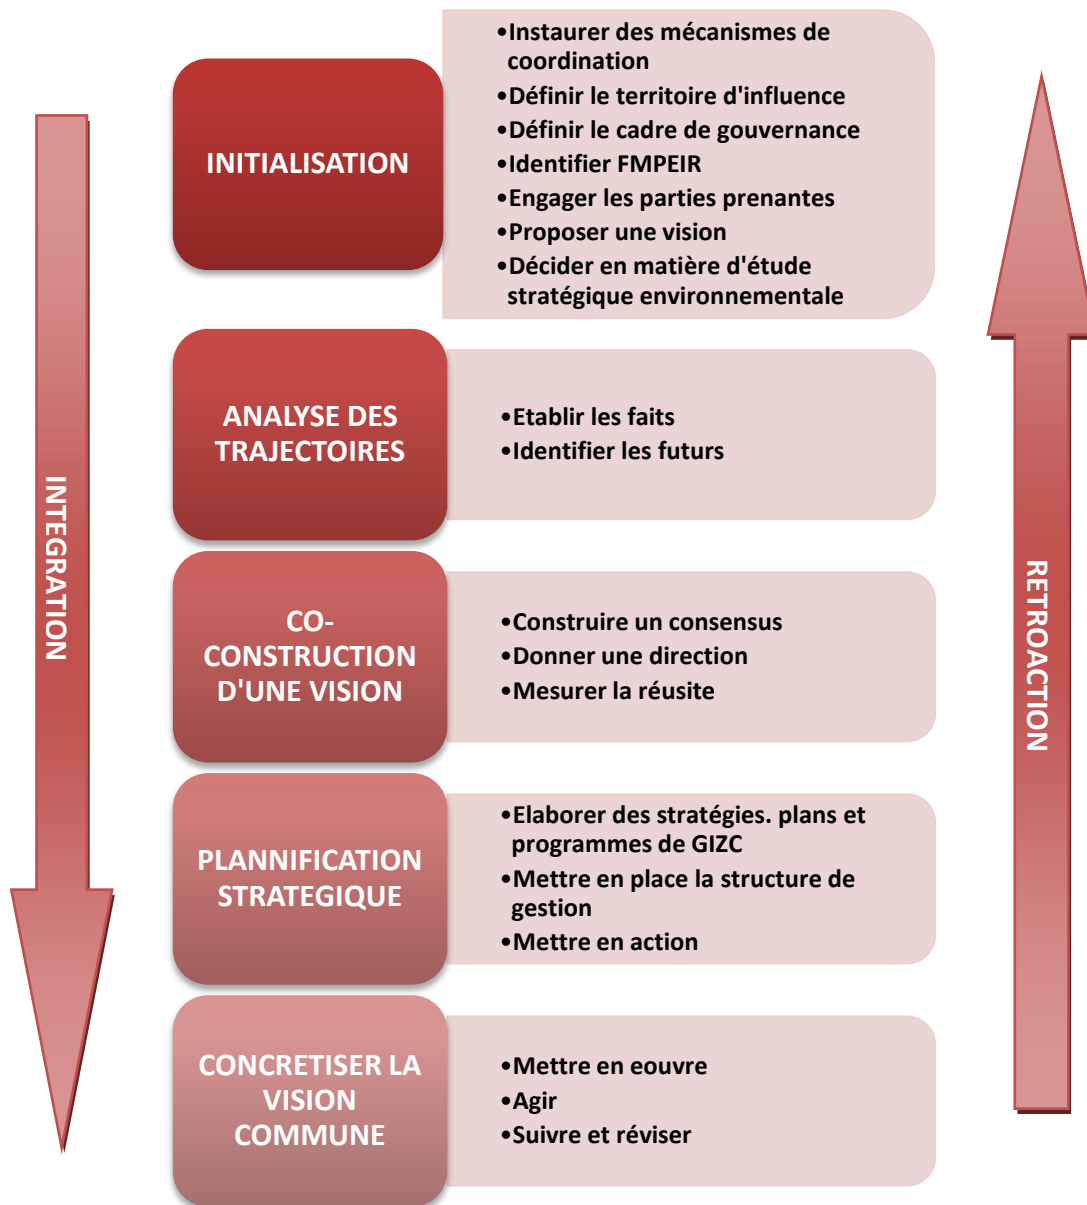 INTEGRATION
INITIALISATION
•Instaurer des mécanismes de
coordination
•Définir le territoire d'influence
•Définir le cadre de gouvernance
•Identifier FMPEIR
•Engager les parties prenantes
•Proposer une vision
•Décider en matière d'étude
stratégique environnementale
ANALYSE DES
TRAJECTOIRES
•Etablir les faits
•Identifier les futurs
CO-
CONSTRUCTION
D'UNE VISION
•Construire un consensus
•Donner une direction
•Mesurer la réusite
PLANNIFICATION
STRATEGIQUE
•Elaborer des stratégies. plans et
programmes de GIZC
•Mettre en place la structure de
gestion
•Mettre en action
CONCRETISER LA
VISION
COMMUNE
•Mettre en eouvre
•Agir
•Suivre et réviser
RETROACTION